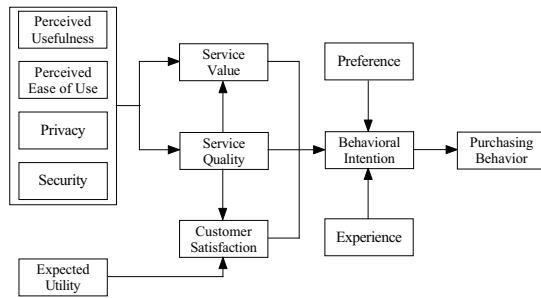 Perceived
Usefulness
Perceived
Ease of Use
Privacy
Security
Expected
Utility
Service
Value
Service
Quality
Customer
Satisfaction
Preference
Behavioral
Intention
Experience
Purchasing
Behavior